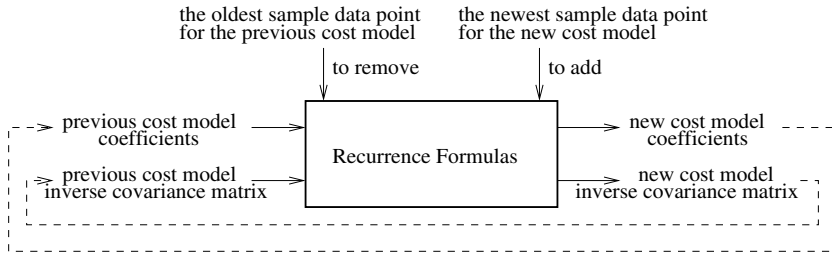 the oldest sample data point
for the previous cost model
the newest sample data point
for the new cost model
to remove
to add
previous cost model
coefficients
previous cost model
inverse covariance matrix
Recurrence Formulas
new cost model
coefficients
new cost model
inverse covariance matrix